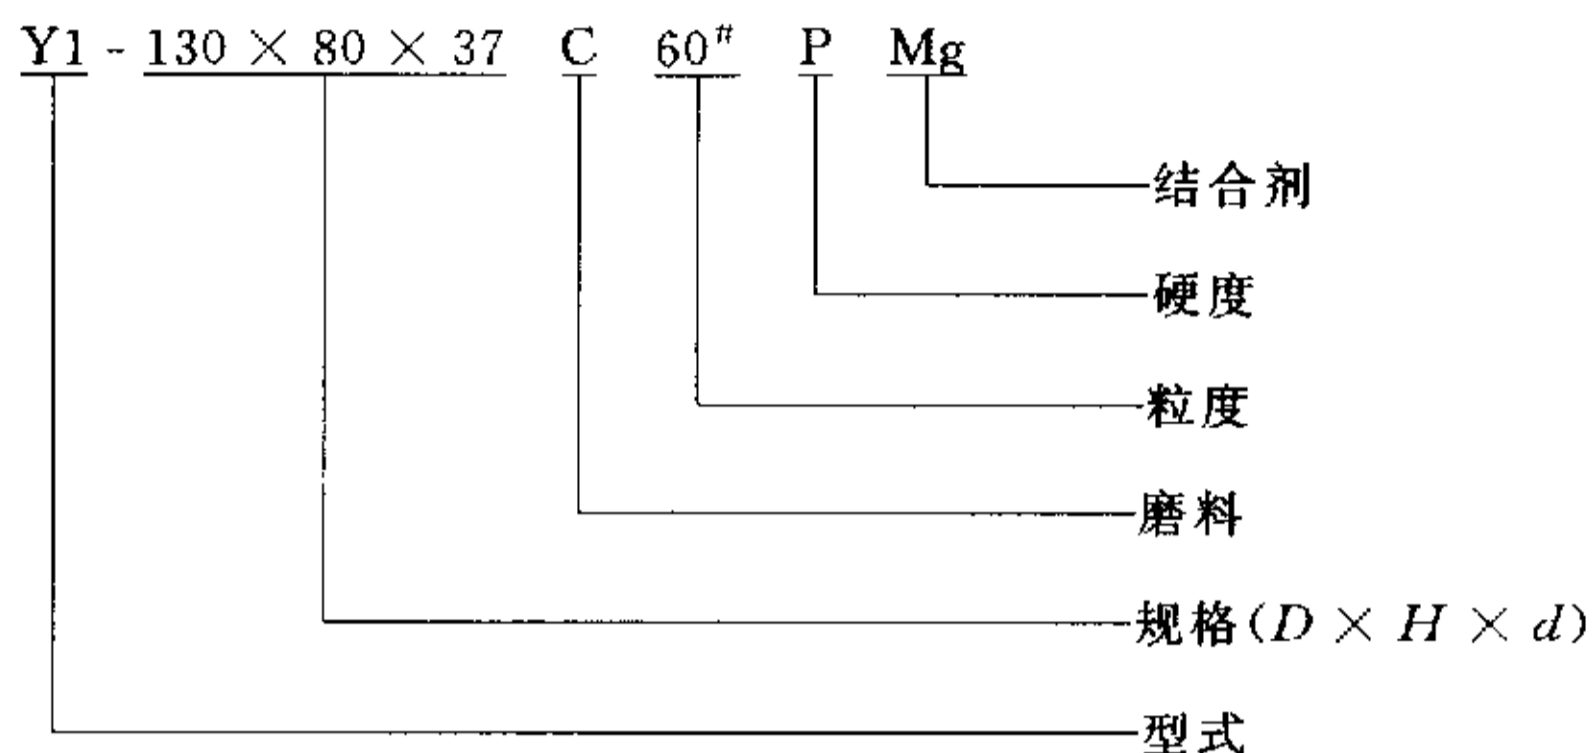 Y1 - 130 × 80 × 37 C 60# P Mg
结合剂
硬度
粒度
磨料
规格(D × H × d)
型式